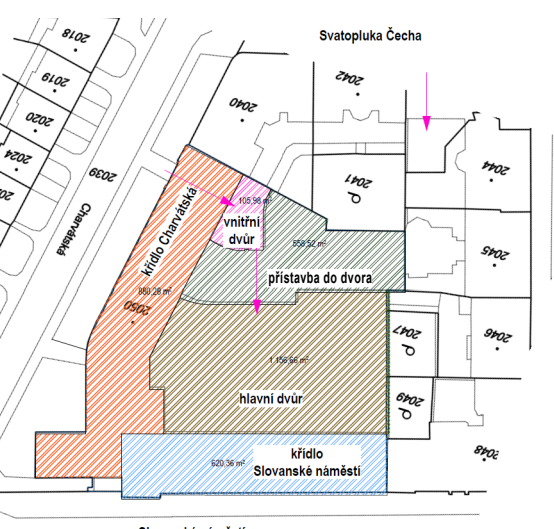 Svatopluka Čecha
2018
2019
2020
2024
2039
Charvátská
2040
2042
2041
2044
2045
2046
2047
2049
2048
křídlo Charvátská
880,28 m²
2050
105,98 m²
vnitřní
dvůr
556,52 m²
přístavba do dvora
1 156,66 m²
hlavní dvůr
620,36 m²
křídlo
Slovanské náměstí